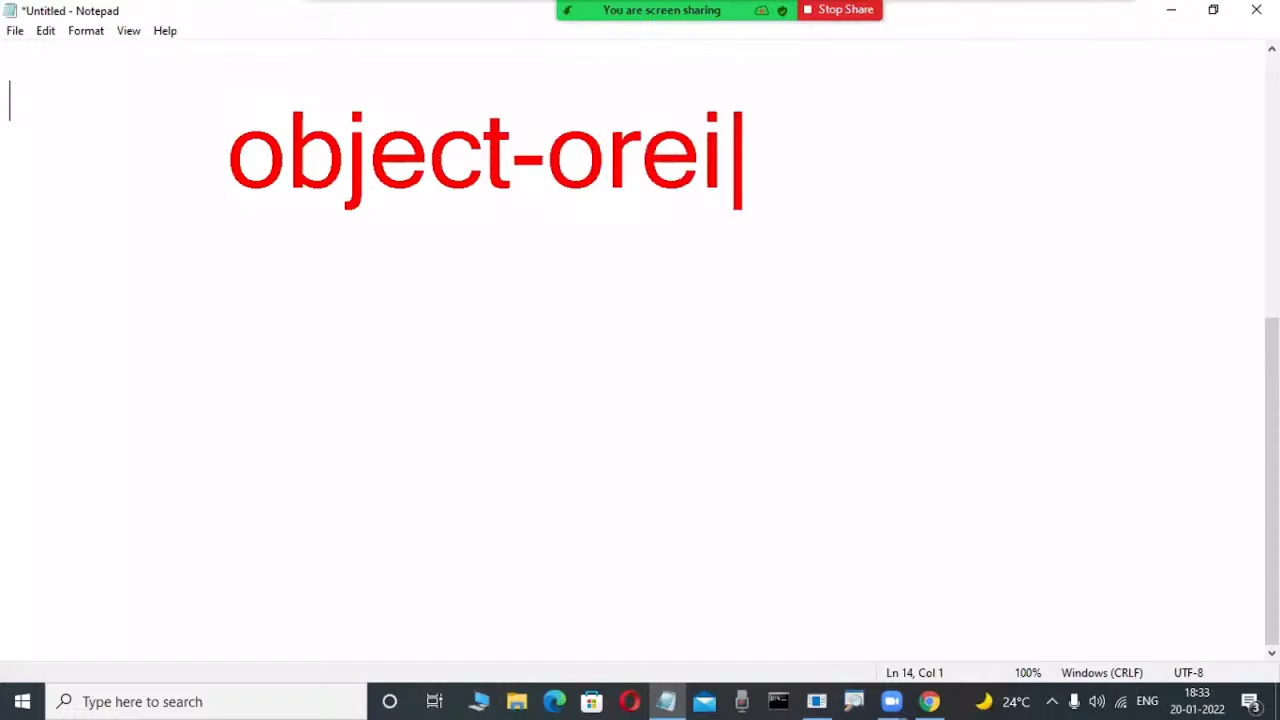 *Untitled - Notepad
You are screen sharing
Stop Share
File Edit Format View Help
object-orei
Ln 14, Col 1
100%
Windows (CRLF)
UTF-8
Type here to search
24°C
ENG
18:33
20-01-2022
3